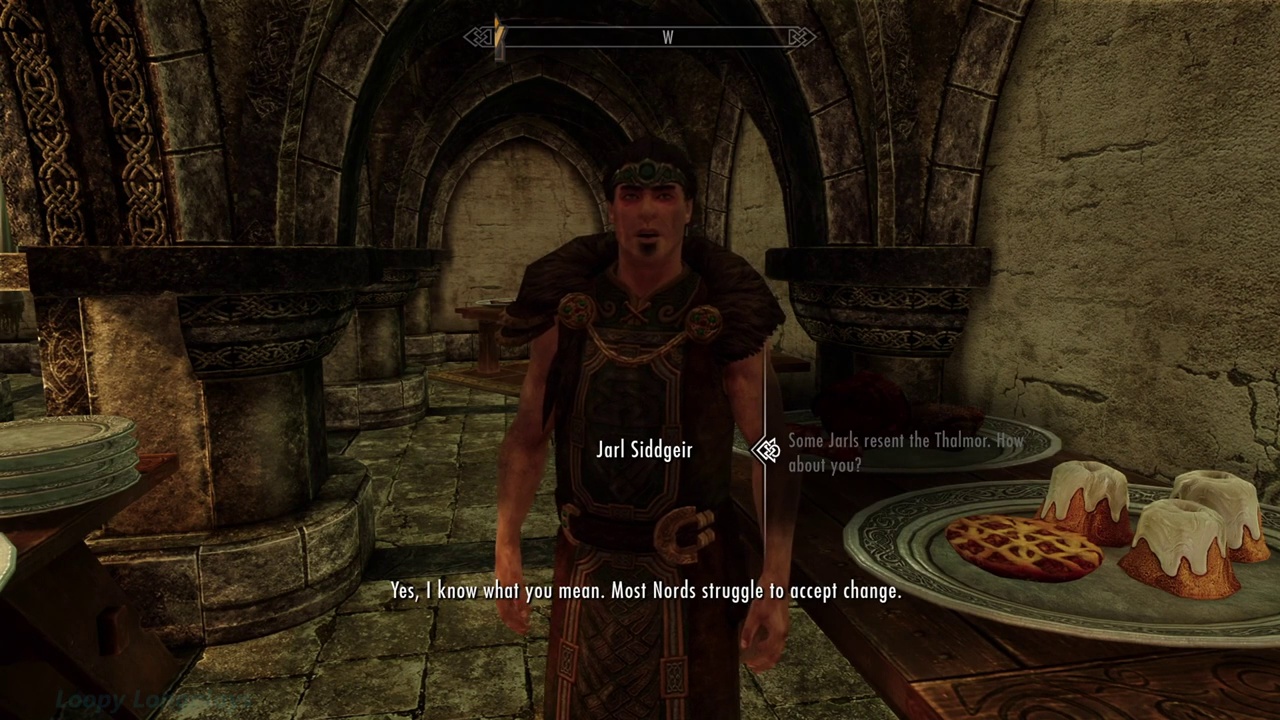 W
Jarl Siddgeir
Some Jarls resent the Thalmor. How
about you?
Yes, I know what you mean. Most Nords struggle to accept change.
Loopy